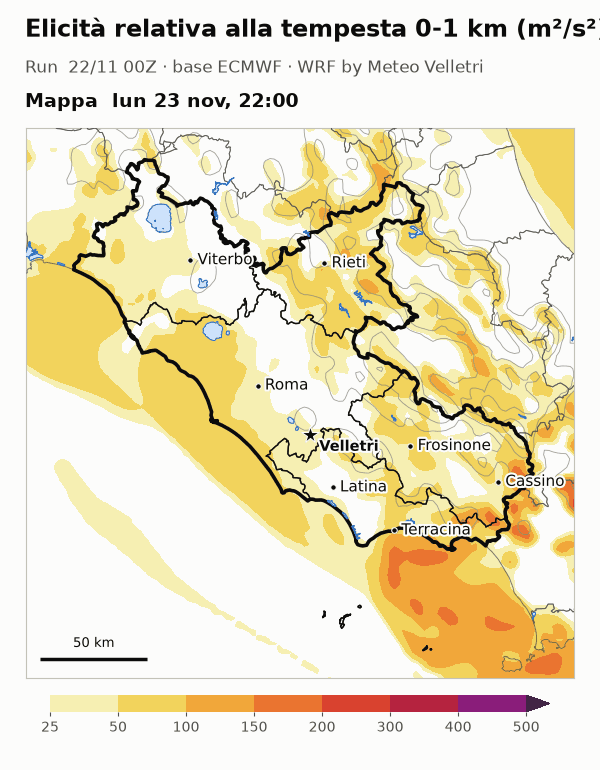 Elicità relativa alla tempesta 0-1 km (m²/s²)
Run  22/11 00Z · base ECMWF · WRF by Meteo Velletri
Mappa  lun 23 nov, 22:00
Viterbo
Rieti
Roma
Velletri
Frosinone
Latina
Cassino
Terracina
50 km
25 50 100 150 200 300 400 500